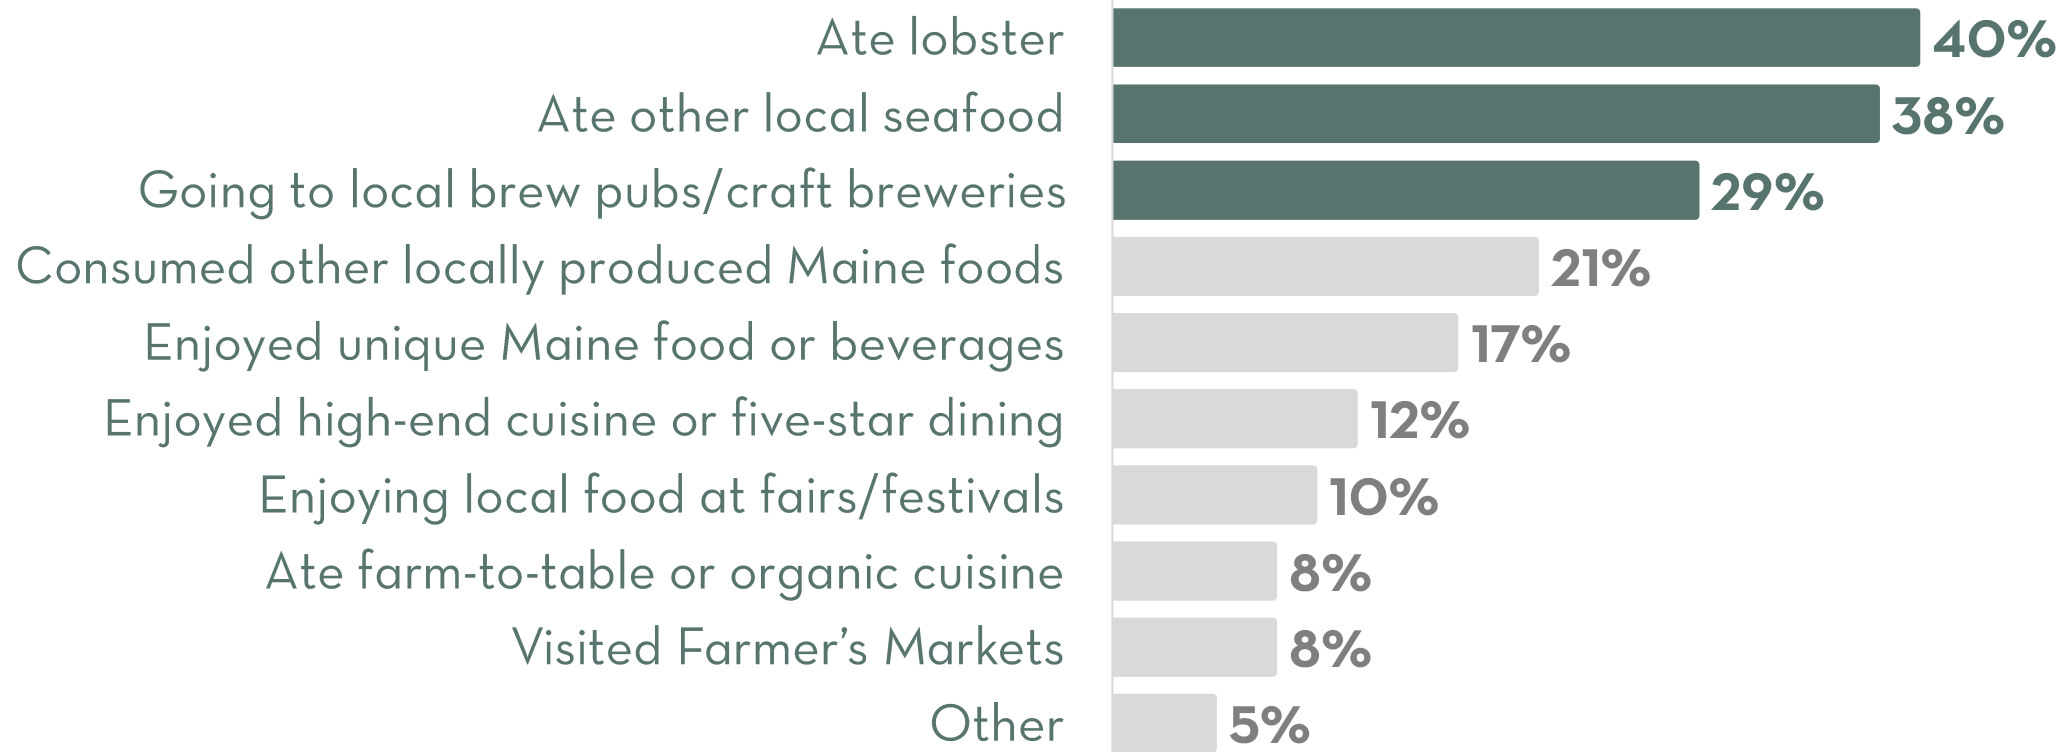 Ate lobster 40%
Ate other local seafood 38%
Going to local brew pubs/craft breweries 29%
Consumed other locally produced Maine foods 21%
Enjoyed unique Maine food or beverages 17%
Enjoyed high-end cuisine or five-star dining 12%
Enjoying local food at fairs/festivals 10%
Ate farm-to-table or organic cuisine 8%
Visited Farmer’s Markets 8%
Other 5%